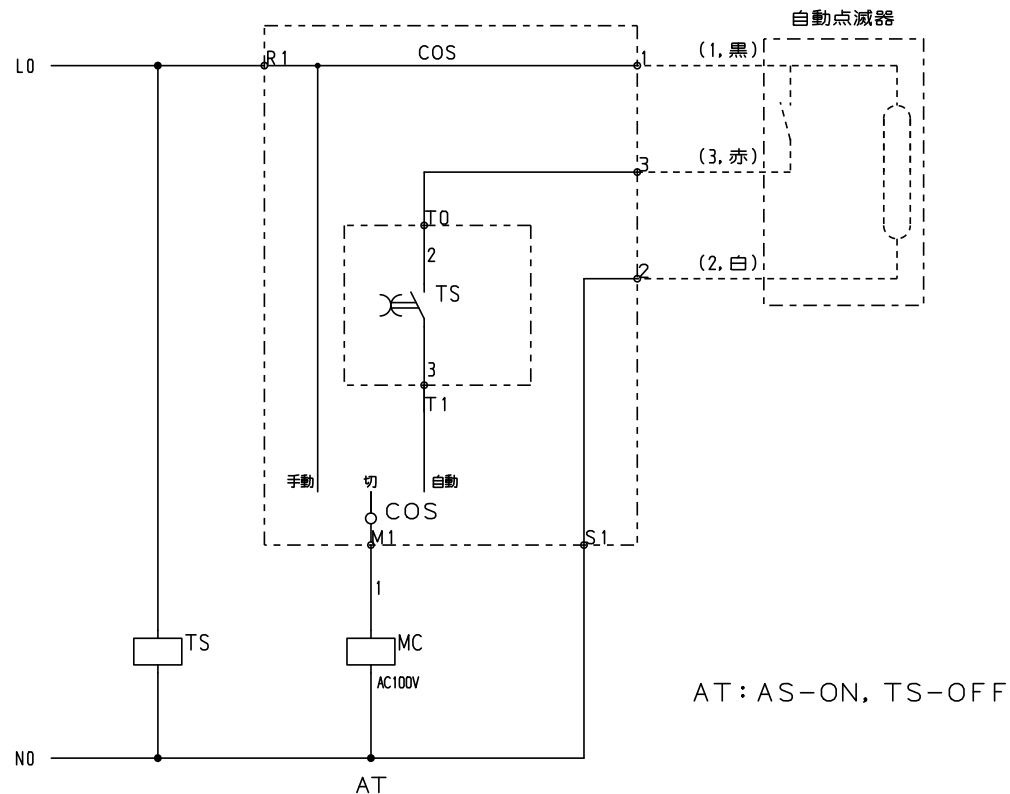 自動点滅器
COS
(1,黒)
L0
R1
1
(3,赤)
3
T0
2
(2,白)
2
TS
3
T1
手動
切
自動
COS
M1
S1
1
TS
MC
AC100V
AT:AS-ON, TS-OFF
N0
AT